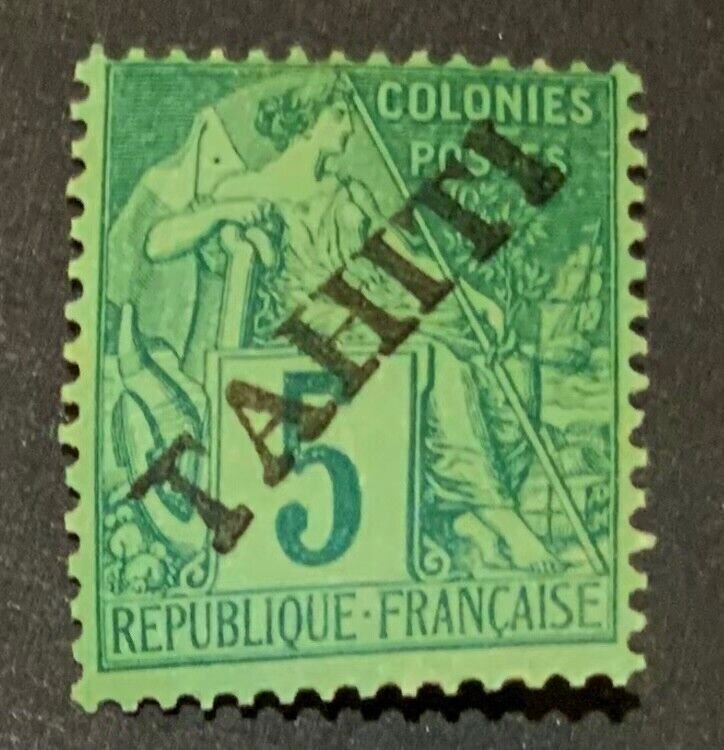 COLONIES
POSTES
TAHITI
5
REPUBLIQUE·FRANÇAISE